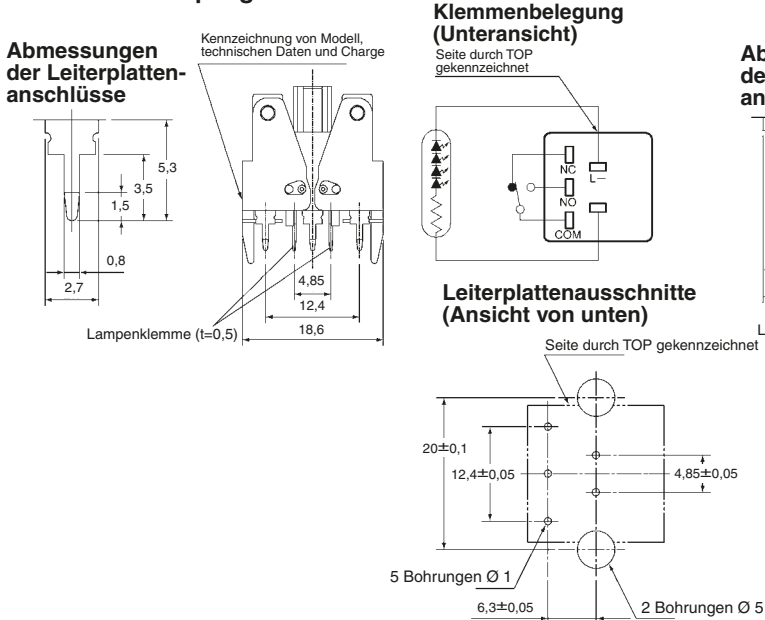 Abmessungen
der Leiterplatten-
anschlüsse
5,3
3,5
1,5
0,8
2,7
Kennzeichnung von Modell,
technischen Daten und Charge
4,85
12,4
18,6
Lampenklemme (t=0,5)
Klemmenbelegung
(Unteransicht)
Seite durch TOP
gekennzeichnet
NC
L−
NO
COM
Leiterplattenausschnitte
(Ansicht von unten)
Seite durch TOP gekennzeichnet
20±0,1
12,4±0,05
4,85±0,05
5 Bohrungen Ø 1
6,3±0,05
2 Bohrungen Ø 5
Ab
de
an
L